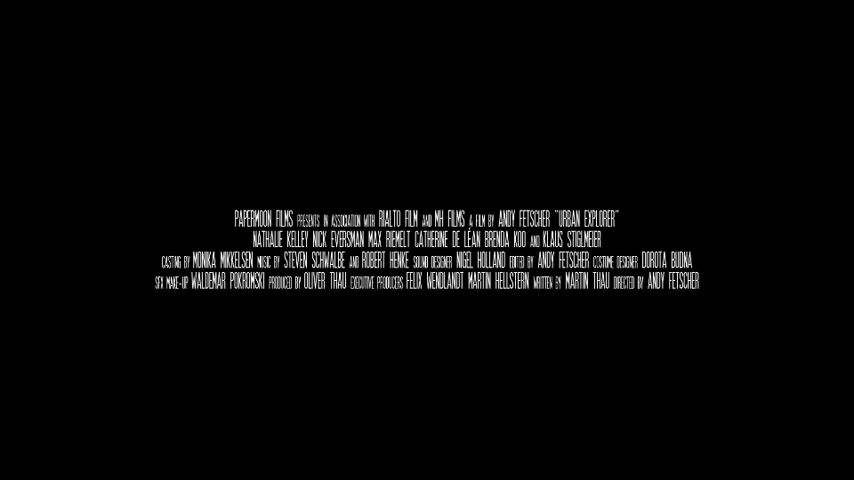 PAPERMOON FILMS PRESENTS IN ASSOCIATION WITH RIALTO FILM AND MH FILMS A FILM BY ANDY FETSCHER "URBAN EXPLORER"
NATHALIE KELLEY NICK EVERSMAN MAX RIEMELT CATHERINE DE LÉAN BRENDA KOO AND KLAUS STIGLMEIER
CASTING BY MONIKA MIKKELSEN MUSIC BY STEVEN SCHWALBE AND ROBERT HENKE SOUND DESIGNER NIGEL HOLLAND EDITED BY ANDY FETSCHER COSTUME DESIGNER DOROTA BUDNA
SFX MAKE-UP WALDEMAR POKROMSKI PRODUCED BY OLIVER THAU EXECUTIVE PRODUCERS FELIX WENDLANDT MARTIN HELLSTERN WRITTEN BY MARTIN THAU DIRECTED BY ANDY FETSCHER